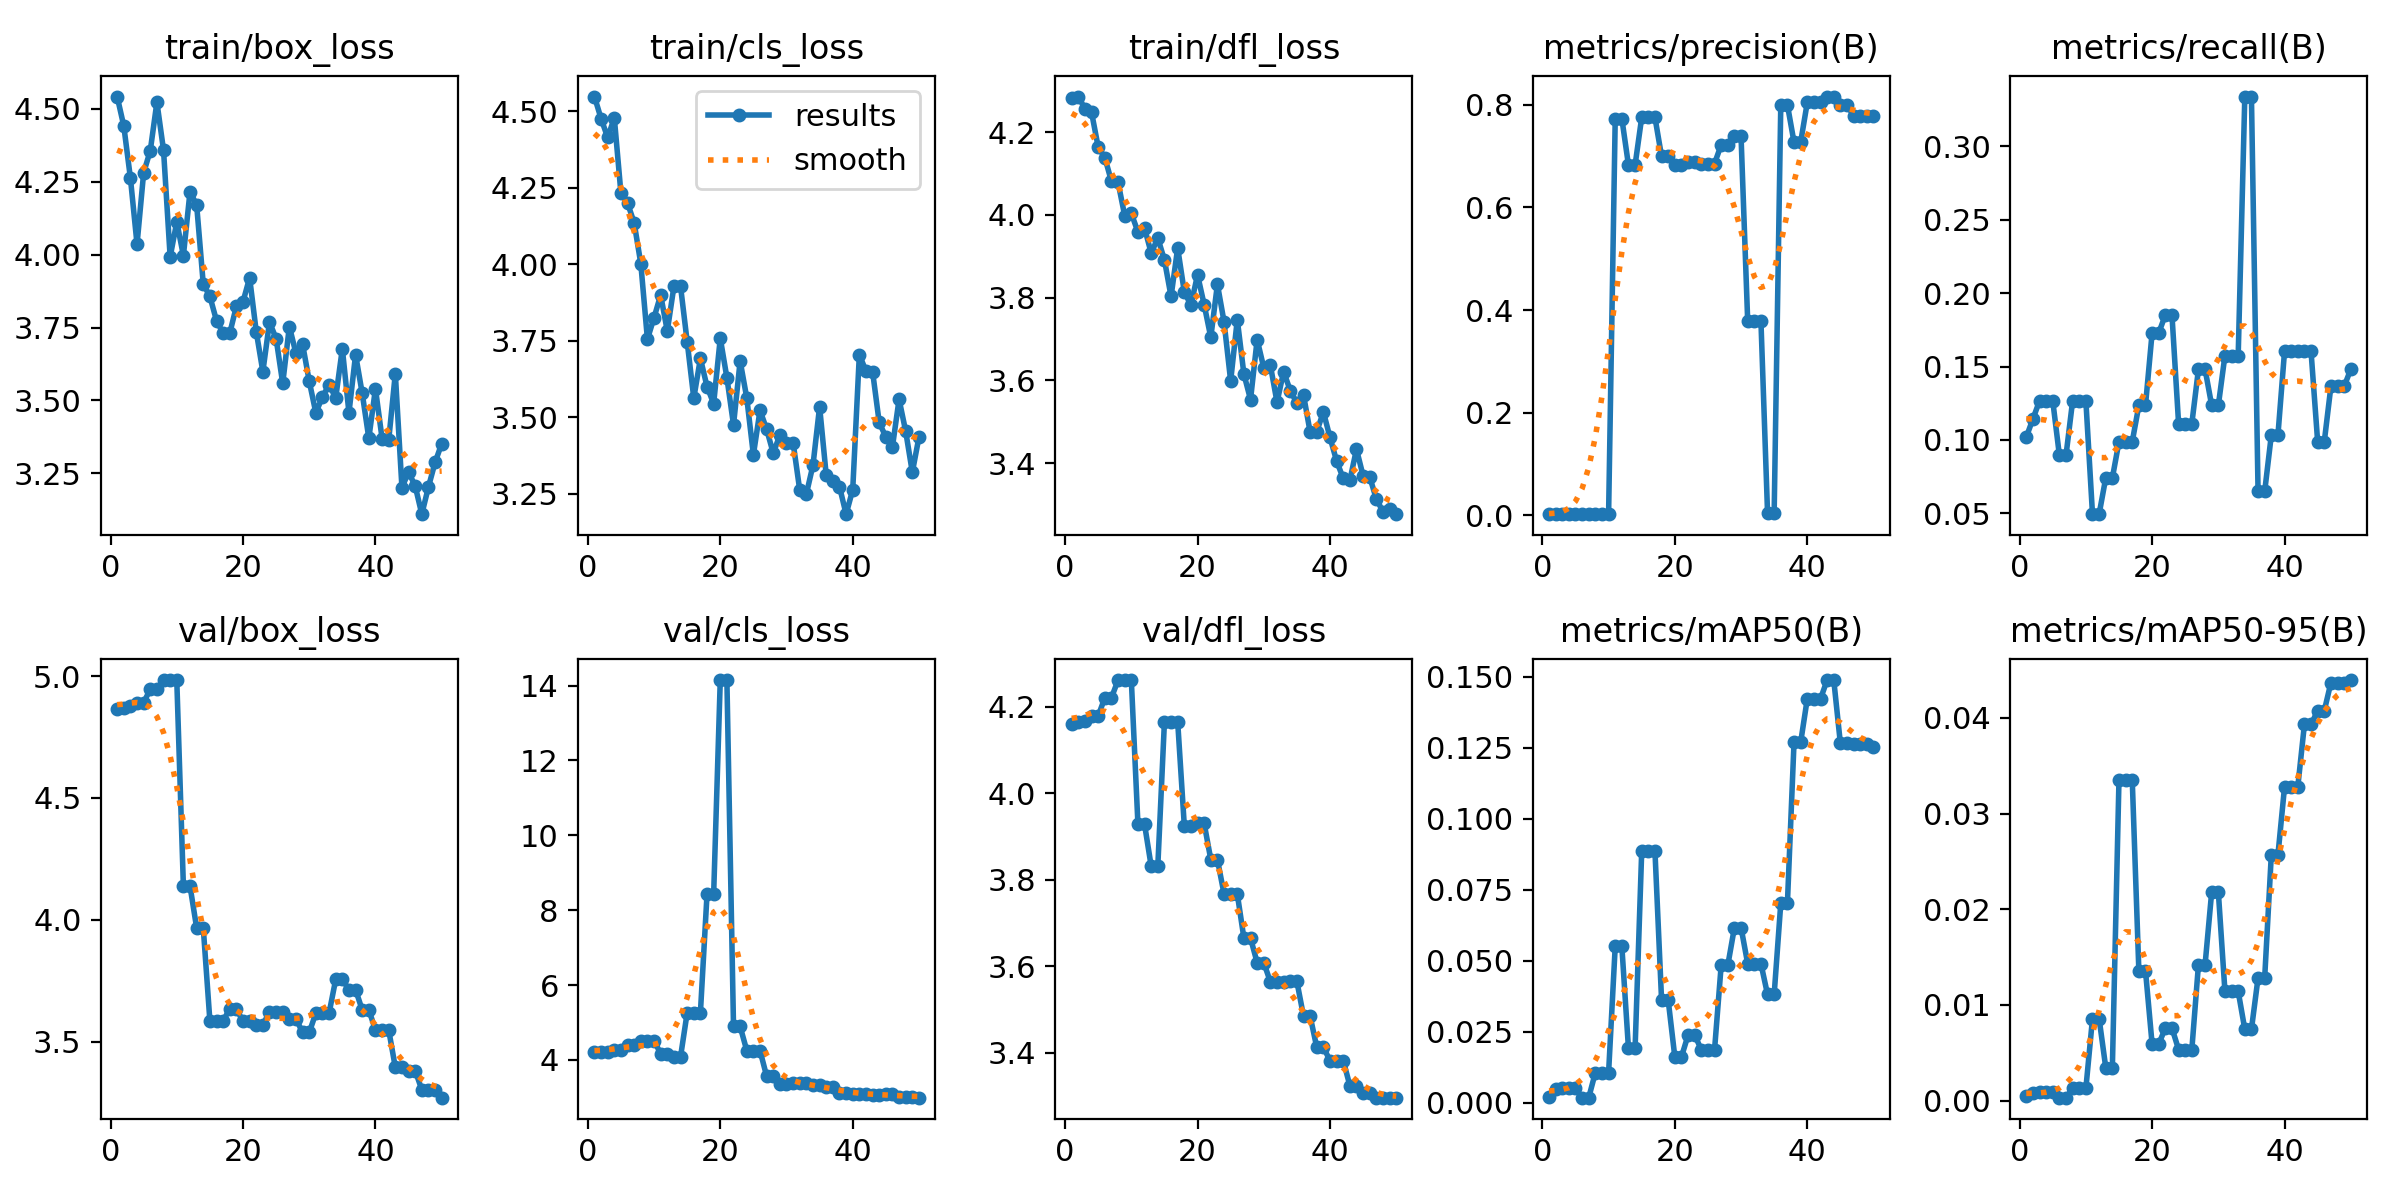 train/box_loss
4.50
4.25
4.00
3.75
3.50
3.25
0 20 40
train/cls_loss
results
smooth
4.50
4.25
4.00
3.75
3.50
3.25
0 20 40
train/dfl_loss
4.2
4.0
3.8
3.6
3.4
0 20 40
metrics/precision(B)
0.8
0.6
0.4
0.2
0.0
0 20 40
metrics/recall(B)
0.30
0.25
0.20
0.15
0.10
0.05
0 20 40
val/box_loss
5.0
4.5
4.0
3.5
0 20 40
val/cls_loss
14
12
10
8
6
4
0 20 40
val/dfl_loss
4.2
4.0
3.8
3.6
3.4
0 20 40
metrics/mAP50(B)
0.150
0.125
0.100
0.075
0.050
0.025
0.000
0 20 40
metrics/mAP50-95(B)
0.04
0.03
0.02
0.01
0.00
0 20 40